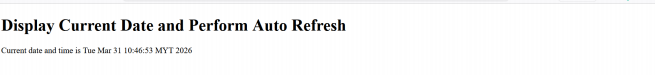 Display Current Date and Perform Auto Refresh
Current date and time is Tue Mar 31 10:46:53 MYT 2026